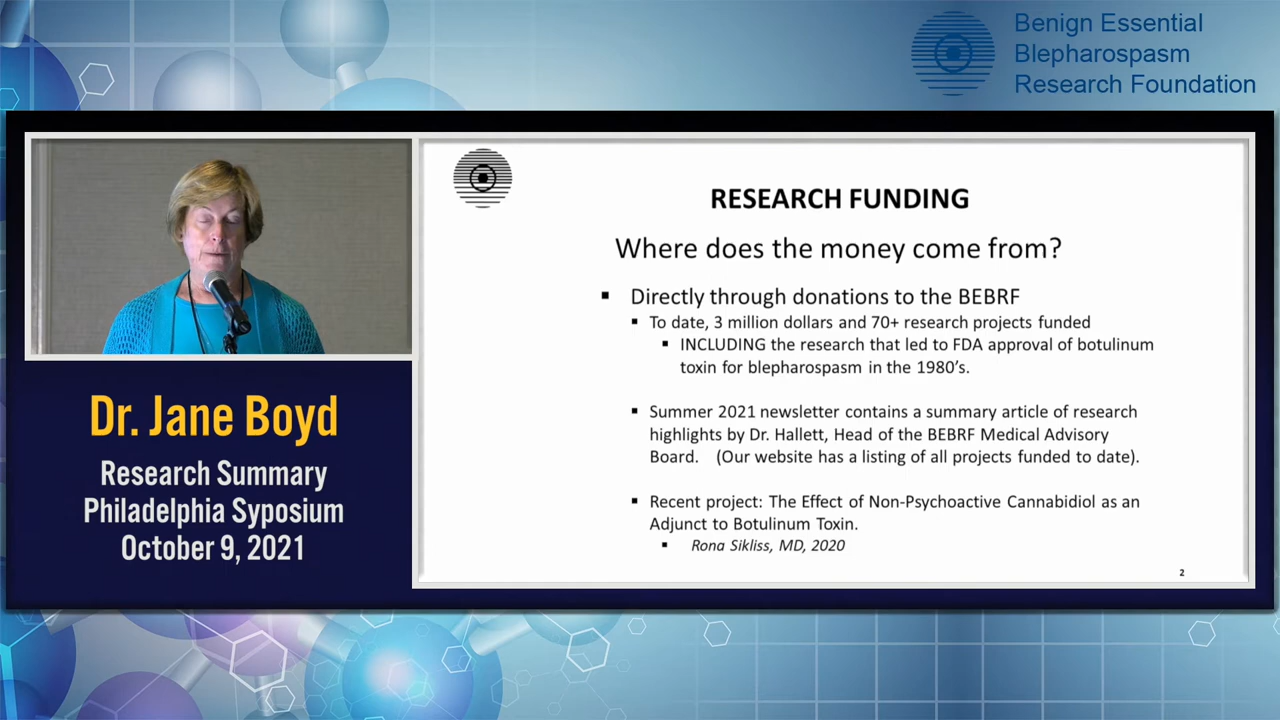 Benign Essential
Blepharospasm
Research Foundation
RESEARCH FUNDING
Where does the money come from?
▪ Directly through donations to the BEBRF
▪ To date, 3 million dollars and 70+ research projects funded
▪ INCLUDING the research that led to FDA approval of botulinum
toxin for blepharospasm in the 1980's.
▪ Summer 2021 newsletter contains a summary article of research
highlights by Dr. Hallett, Head of the BEBRF Medical Advisory
Board. (Our website has a listing of all projects funded to date).
▪ Recent project: The Effect of Non-Psychoactive Cannabidiol as an
Adjunct to Botulinum Toxin.
▪ Rona Sikliss, MD, 2020
2
Dr. Jane Boyd
Research Summary
Philadelphia Syposium
October 9, 2021